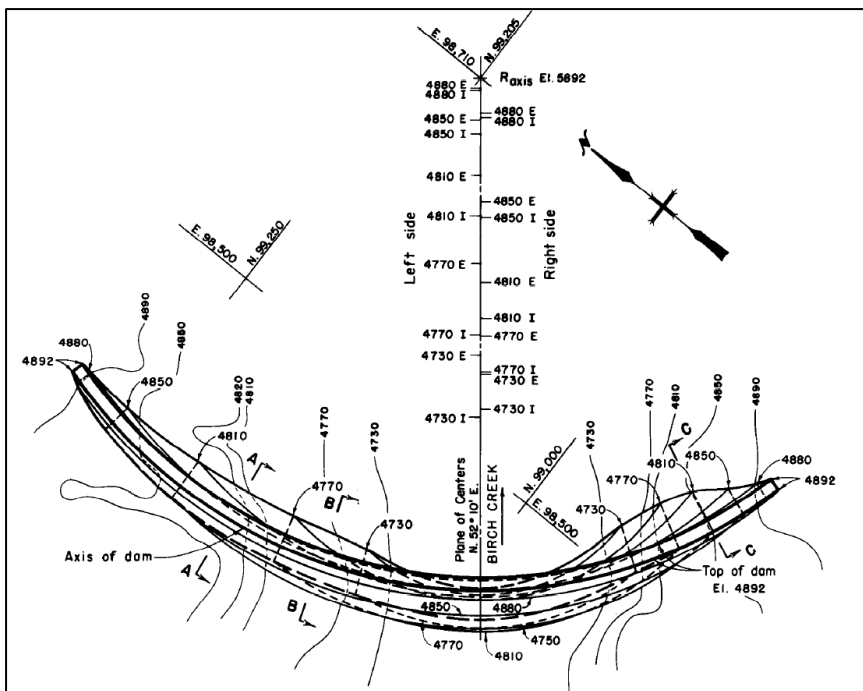 E. 98,710
N. 99,205
Raxis El. 5892
4880 E
4880 I
4880 E
4880 I
4850 E
4850 I
4810 E
4850 E
4850 I
4810 I
Left side
Right side
4770 E
4810 E
4810 I
4770 I
4770 E
4730 E
4770 I
4730 E
4730 I
4730 I
N
E. 98,500
N. 99,250
4892
4880
4890
4850
4850
4820
4810
4810
4770
4770
4730
4730
A
B
Axis of dam
A
B
Plane of Centers
N. 52° 10' E.
BIRCH CREEK
N. 99,000
E. 98,500
4730
4770
4810
4850
4890
C
4850
4810
4770
4730
4880
4892
C
Top of dam
El. 4892
4850
4880
4770
4810
4750